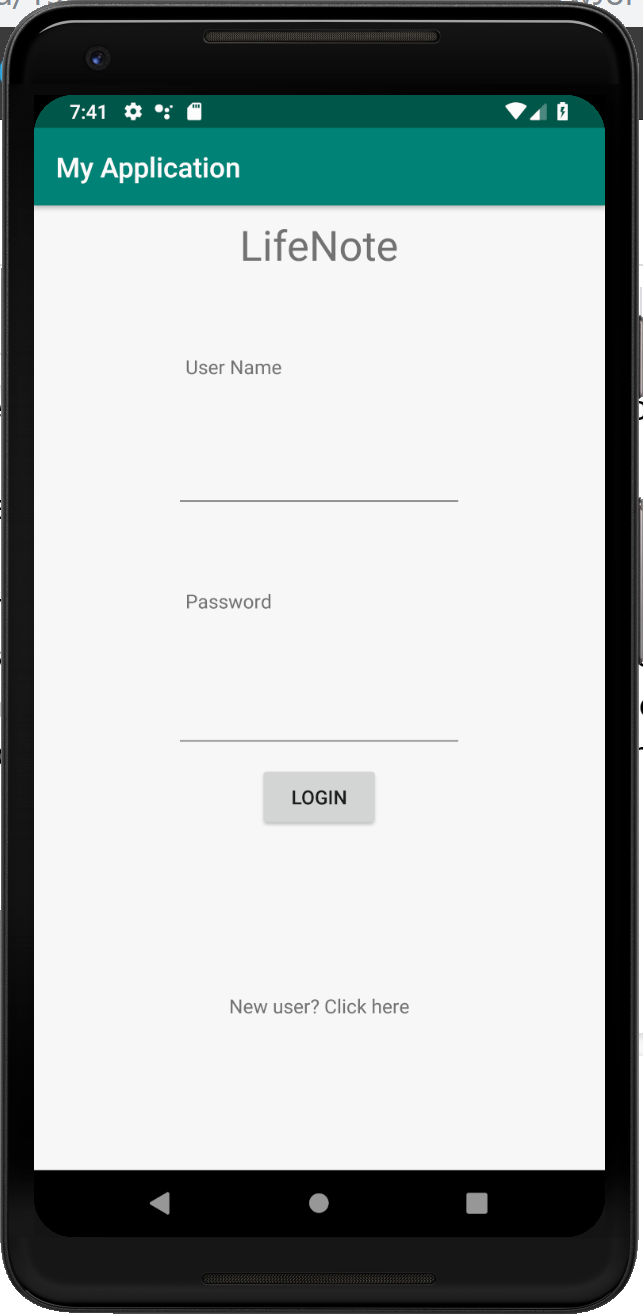 7:41
My Application
LifeNote
User Name
Password
LOGIN
New user? Click here